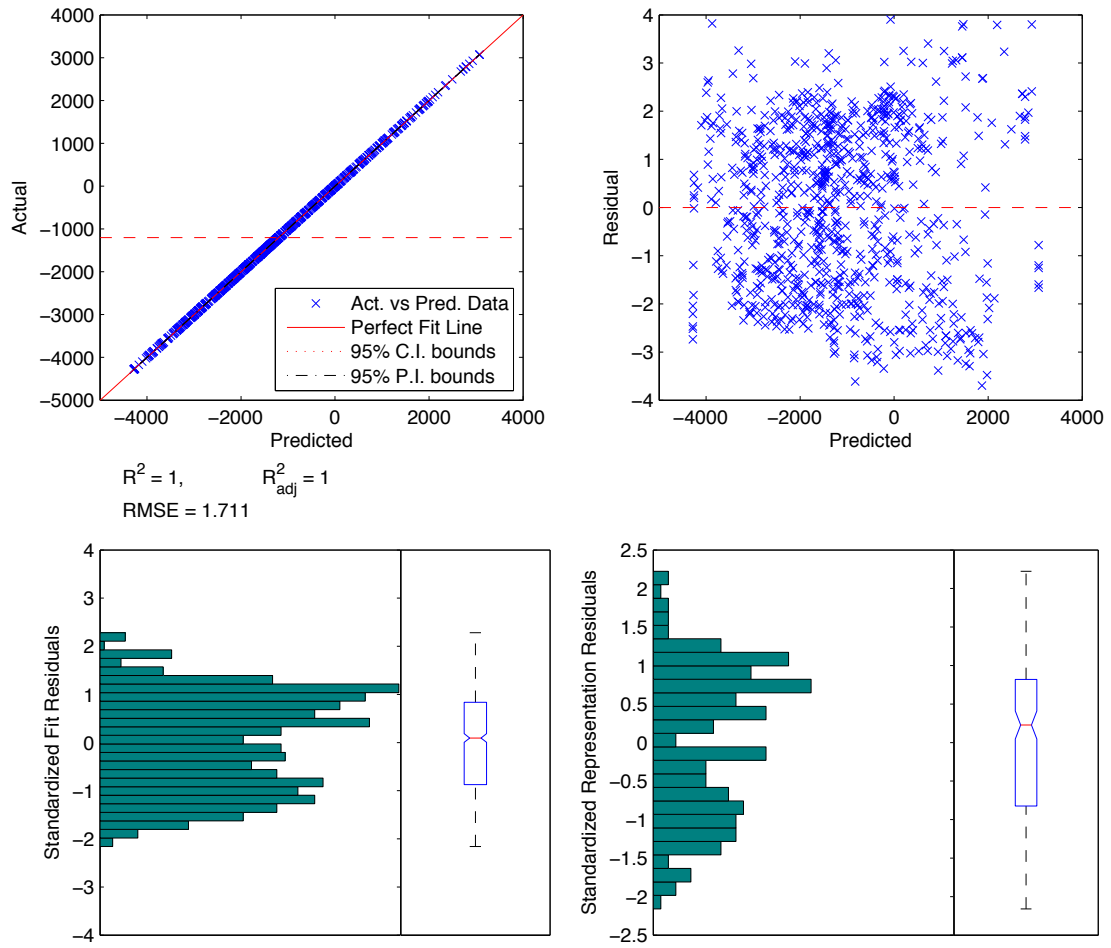 4000
3000
2000
1000
0
−1000
−2000
−3000
−4000
−5000
Actual
−4000 −2000 0 2000 4000
Predicted
Act. vs Pred. Data
Perfect Fit Line
95% C.I. bounds
95% P.I. bounds
R² = 1, R²adj = 1
RMSE = 1.711
4
3
2
1
0
−1
−2
−3
−4
Residual
−4000 −2000 0 2000 4000
Predicted
4
3
2
1
0
−1
−2
−3
−4
Standardized Fit Residuals
2.5
2
1.5
1
0.5
0
−0.5
−1
−1.5
−2
−2.5
Standardized Representation Residuals